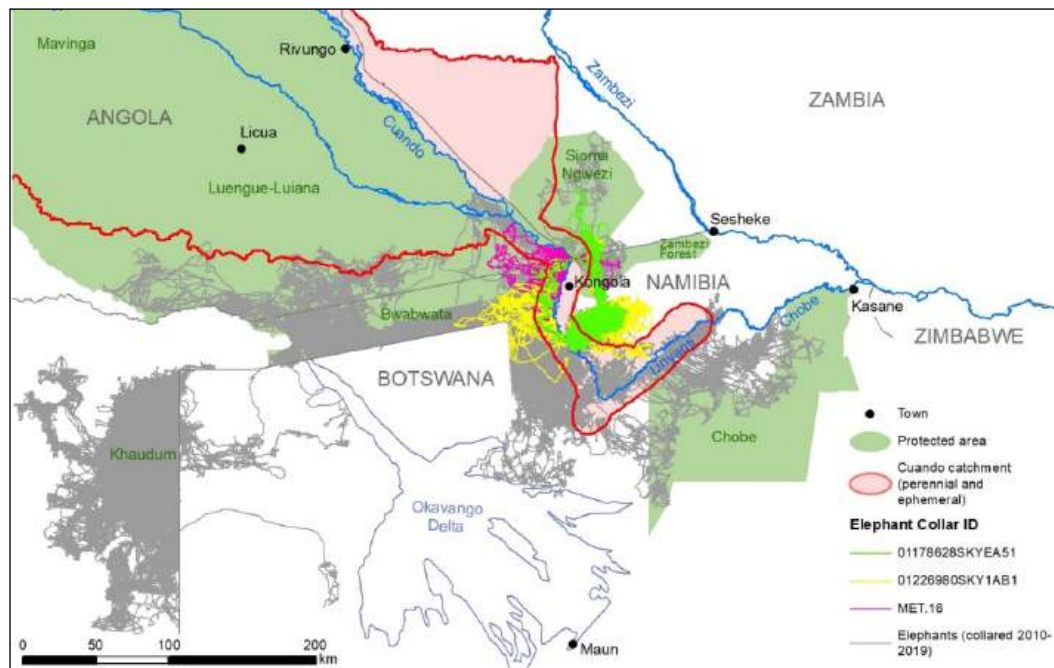 Mavinga
Rivungo
Zambezi
ZAMBIA
ANGOLA
Licua
Cuando
Luengue-Luiana
Sioma
Ngwezi
Sesheke
Zambezi
Forest
Kongola
NAMIBIA
Bwabwata
Chobe
Kasane
ZIMBABWE
Linyanti
BOTSWANA
Khaudum
Chobe
Okavango
Delta
Maun
Town
Protected area
Cuando catchment
(perennial and
ephemeral)
Elephant Collar ID
01178628SKYEA51
01226980SKY1AB1
MET.18
Elephants (collared 2010-
2019)
0 50 100 200
km